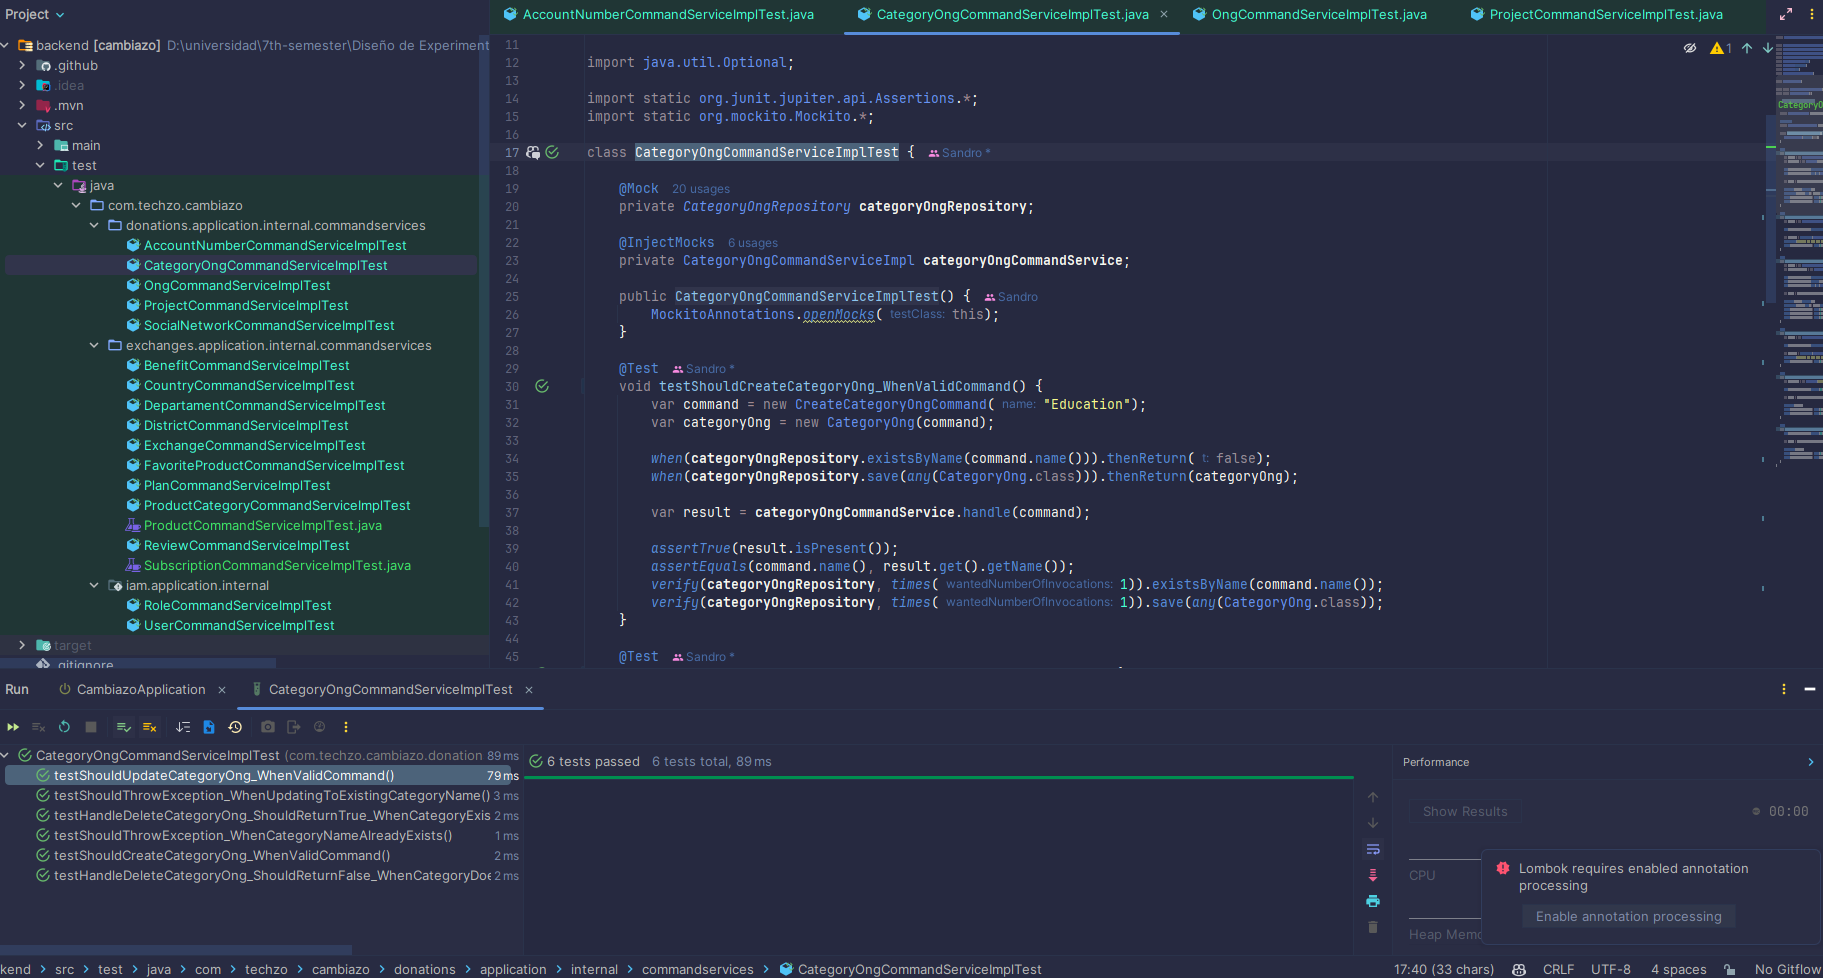 Project
backend [cambiazo] D:\universidad\7th-semester\Diseño de Experiment
.github
.idea
.mvn
src
main
test
java
com.techzo.cambiazo
donations.application.internal.commandservices
AccountNumberCommandServiceImplTest
CategoryOngCommandServiceImplTest
OngCommandServiceImplTest
ProjectCommandServiceImplTest
SocialNetworkCommandServiceImplTest
exchanges.application.internal.commandservices
BenefitCommandServiceImplTest
CountryCommandServiceImplTest
DepartamentCommandServiceImplTest
DistrictCommandServiceImplTest
ExchangeCommandServiceImplTest
FavoriteProductCommandServiceImplTest
PlanCommandServiceImplTest
ProductCategoryCommandServiceImplTest
ProductCommandServiceImplTest.java
ReviewCommandServiceImplTest
SubscriptionCommandServiceImplTest.java
iam.application.internal
RoleCommandServiceImplTest
UserCommandServiceImplTest
target
.gitignore
AccountNumberCommandServiceImplTest.java
CategoryOngCommandServiceImplTest.java
OngCommandServiceImplTest.java
ProjectCommandServiceImplTest.java
1
11
12 import java.util.Optional;
13
14 import static org.junit.jupiter.api.Assertions.*;
15 import static org.mockito.Mockito.*;
16
17 class CategoryOngCommandServiceImplTest { Sandro *
18
19 @Mock 20 usages
20 private CategoryOngRepository categoryOngRepository;
21
22 @InjectMocks 6 usages
23 private CategoryOngCommandServiceImpl categoryOngCommandService;
24
25 public CategoryOngCommandServiceImplTest() { Sandro
26 MockitoAnnotations.openMocks( testClass: this);
27 }
28
29 @Test Sandro *
30 void testShouldCreateCategoryOng_WhenValidCommand() {
31 var command = new CreateCategoryOngCommand( name: "Education");
32 var categoryOng = new CategoryOng(command);
33
34 when(categoryOngRepository.existsByName(command.name())).thenReturn( t: false);
35 when(categoryOngRepository.save(any(CategoryOng.class))).thenReturn(categoryOng);
36
37 var result = categoryOngCommandService.handle(command);
38
39 assertTrue(result.isPresent());
40 assertEquals(command.name(), result.get().getName());
41 verify(categoryOngRepository, times( wantedNumberOfInvocations: 1)).existsByName(command.name());
42 verify(categoryOngRepository, times( wantedNumberOfInvocations: 1)).save(any(CategoryOng.class));
43 }
44
45 @Test Sandro *
CategoryO
Run CambiazoApplication CategoryOngCommandServiceImplTest
CategoryOngCommandServiceImplTest (com.techzo.cambiazo.donation 89 ms
testShouldUpdateCategoryOng_WhenValidCommand() 79 ms
testShouldThrowException_WhenUpdatingToExistingCategoryName() 3 ms
testHandleDeleteCategoryOng_ShouldReturnTrue_WhenCategoryExis 2 ms
testShouldThrowException_WhenCategoryNameAlreadyExists() 1 ms
testShouldCreateCategoryOng_WhenValidCommand() 2 ms
testHandleDeleteCategoryOng_ShouldReturnFalse_WhenCategoryDoe 2 ms
6 tests passed 6 tests total, 89 ms
Performance
Show Results 00:00
CPU
Heap Memo
Lombok requires enabled annotation
processing
Enable annotation processing
kend > src > test > java > com > techzo > cambiazo > donations > application > internal > commandservices > CategoryOngCommandServiceImplTest
17:40 (33 chars) CRLF UTF-8 4 spaces No Gitflow